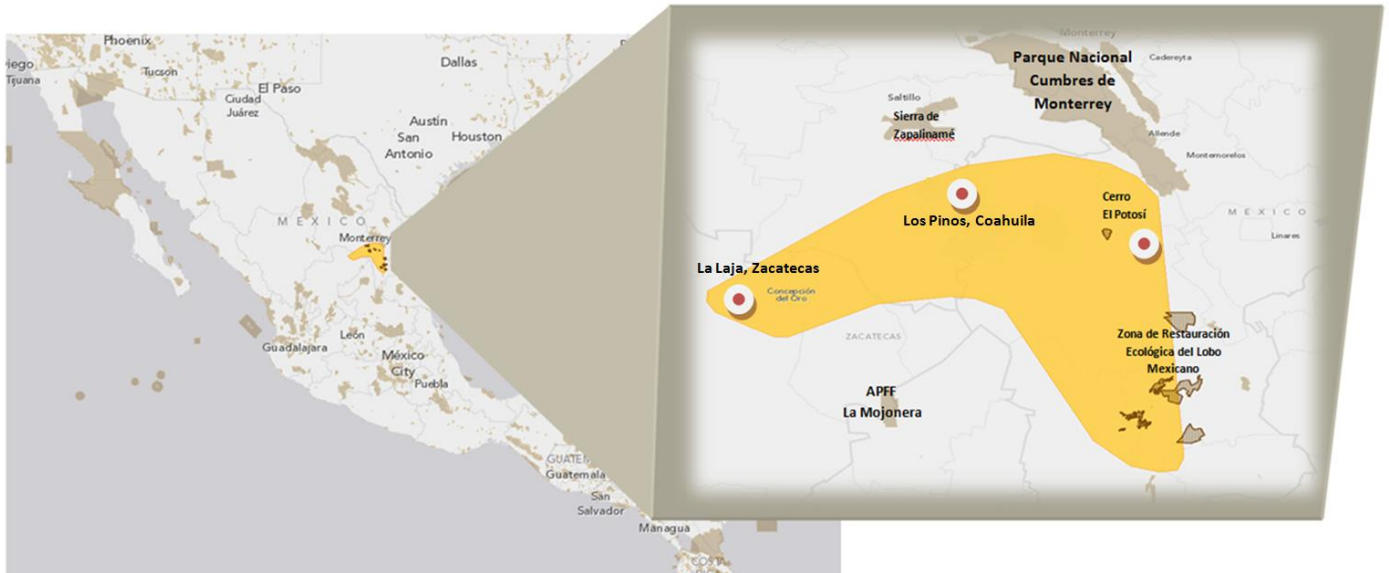 Phoenix
Dallas
iego
Tijuana
Tucson
El Paso
Ciudad
Juárez
Austin
San
Antonio
Houston
MEXICO
Monterrey
León
Guadalajara
México
City
Puebla
Guatemala
San
Salvador
Managua
Monterrey
Parque Nacional
Cumbres de
Monterrey
Cadereyta
Saltillo
Sierra de
Zapalinamé
Allende
Montemorelos
Cerro
El Potosí
Los Pinos, Coahuila
MEXICO
Linares
La Laja, Zacatecas
Concepción
del Oro
ZACATECAS
Zona de Restauración
Ecológica del Lobo
Mexicano
APFF
La Mojonera